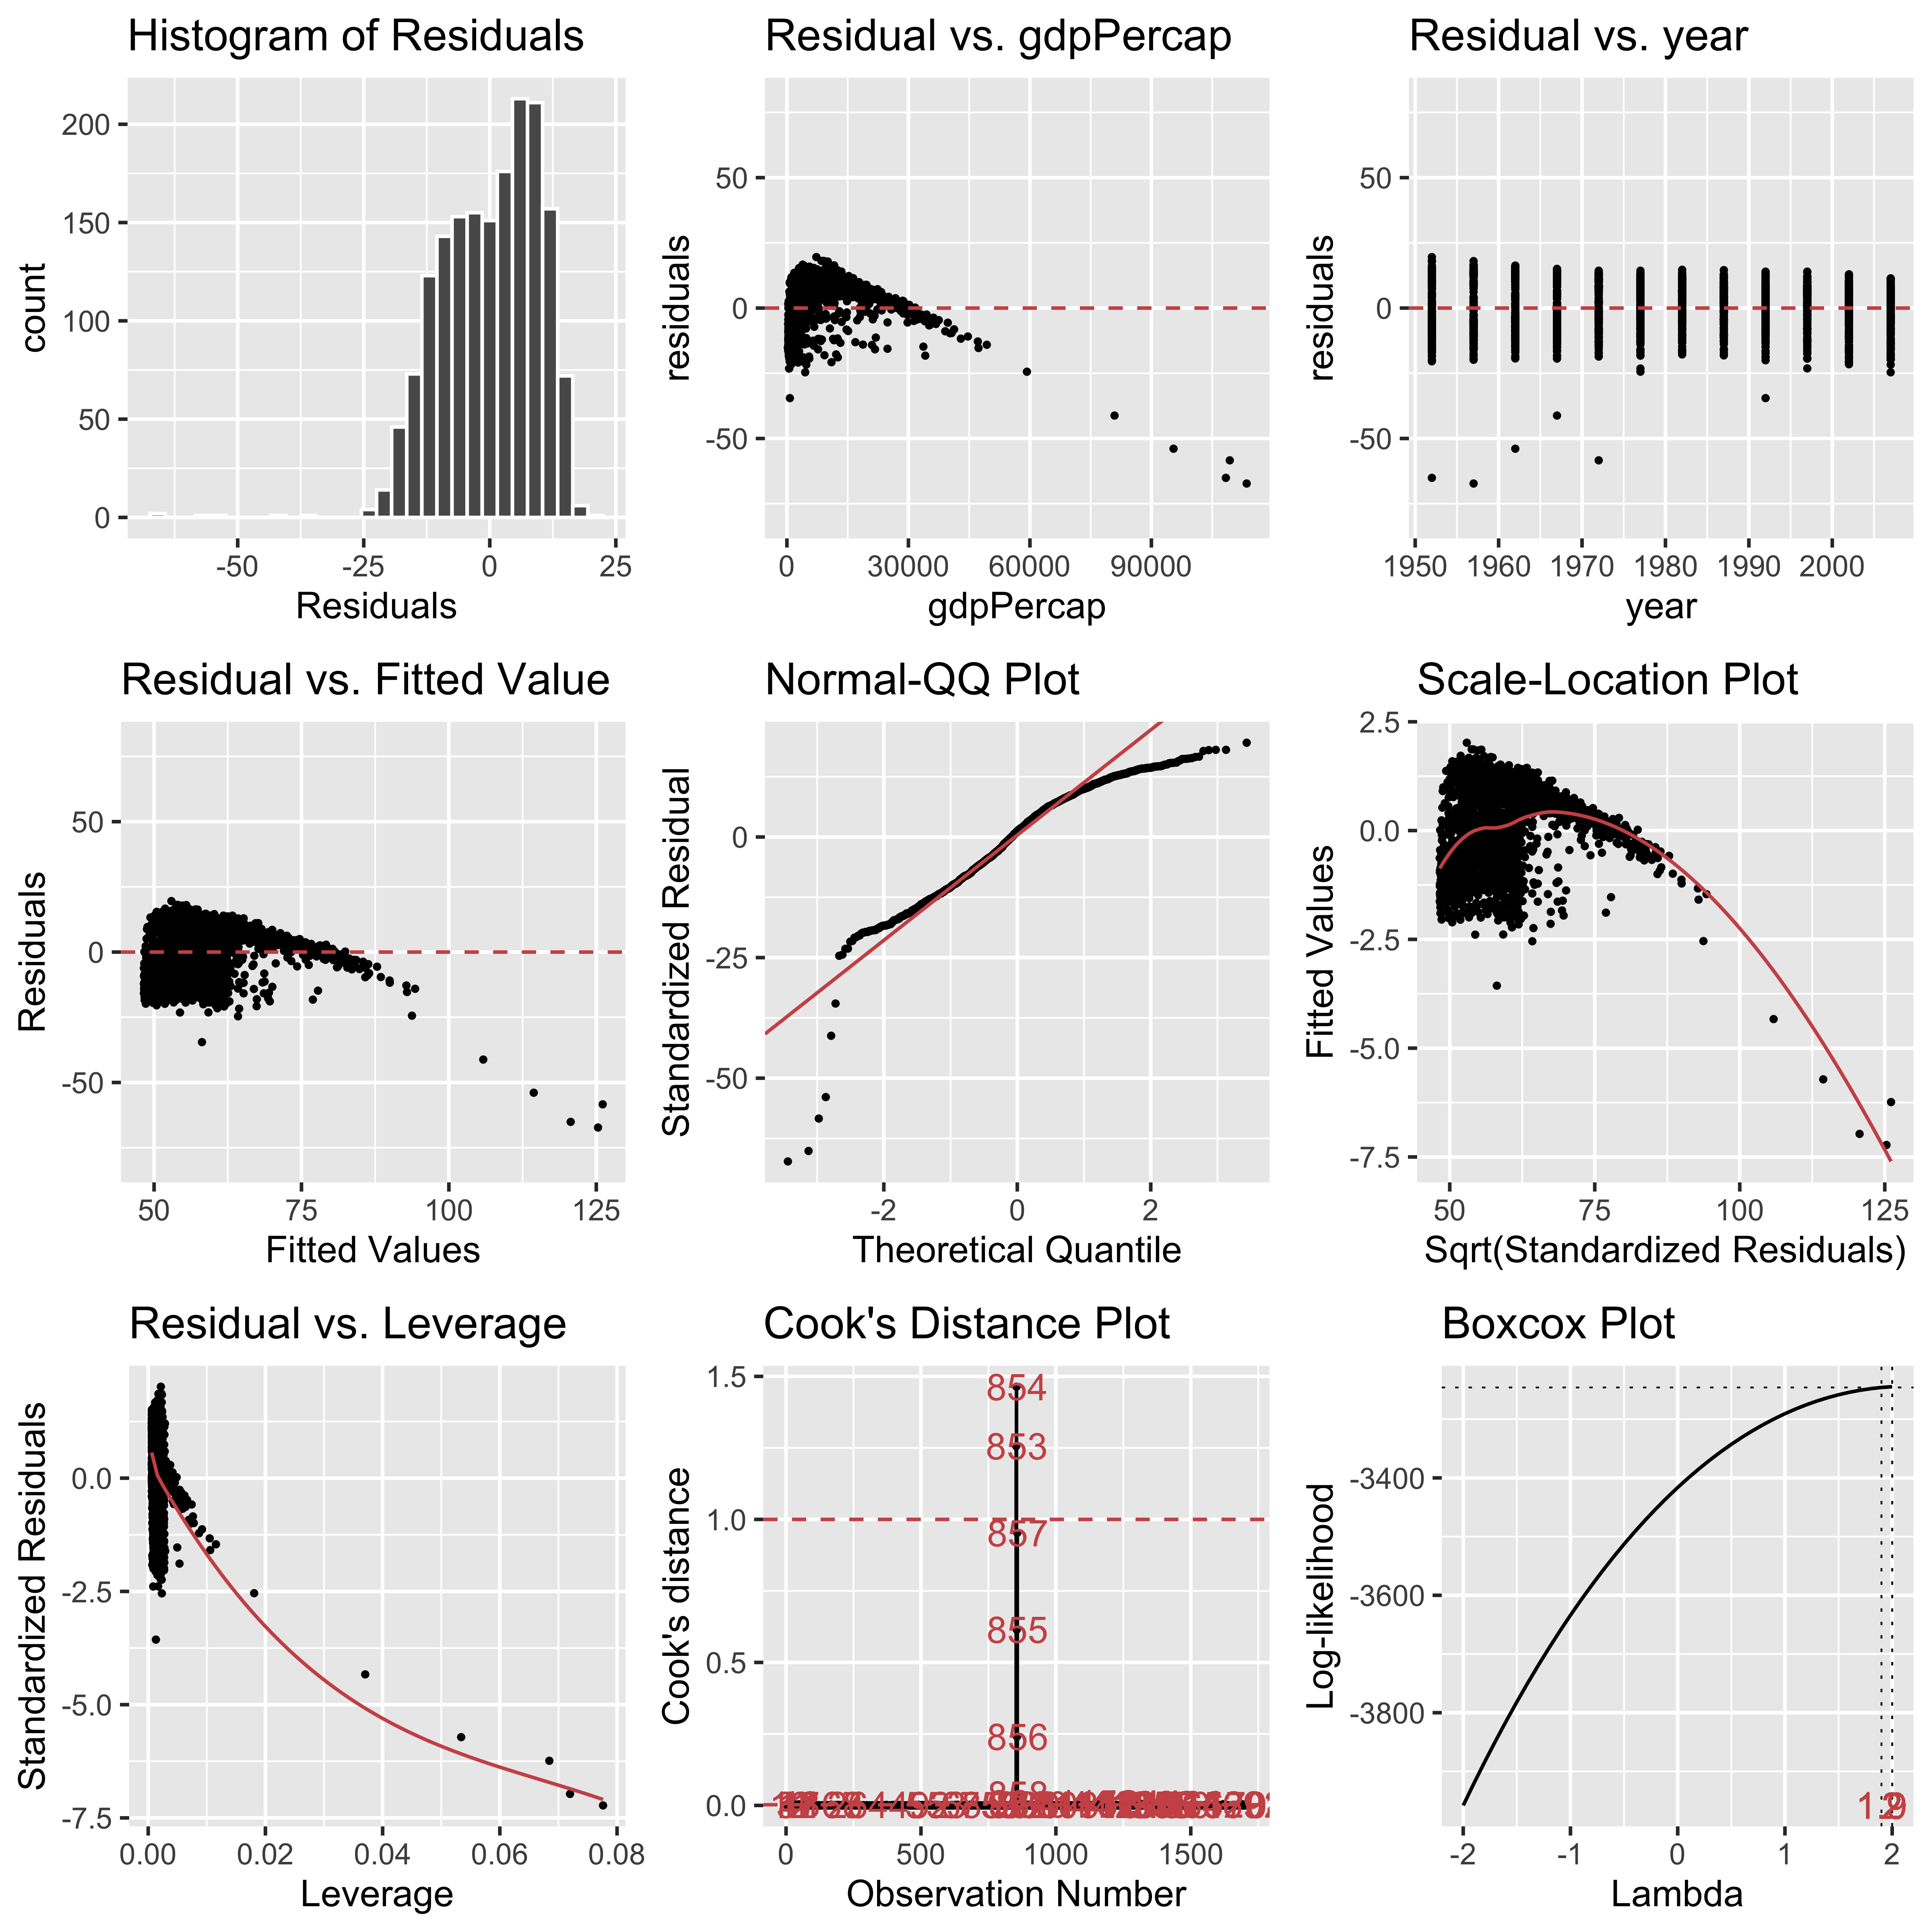 Histogram of Residuals
200
150
100
50
0
count
-50 -25 0 25
Residuals
Residual vs. gdpPercap
50
0
-50
residuals
0 30000 60000 90000
gdpPercap
Residual vs. year
50
0
-50
residuals
1950 1960 1970 1980 1990 2000
year
Residual vs. Fitted Value
50
0
-50
Residuals
50 75 100 125
Fitted Values
Normal-QQ Plot
0
-25
-50
Standardized Residual
-2 0 2
Theoretical Quantile
Scale-Location Plot
2.5
0.0
-2.5
-5.0
-7.5
Fitted Values
50 75 100 125
Sqrt(Standardized Residuals)
Residual vs. Leverage
0.0
-2.5
-5.0
-7.5
Standardized Residuals
0.00 0.02 0.04 0.06 0.08
Leverage
Cook's Distance Plot
1.5
1.0
0.5
0.0
Cook's distance
854
853
857
855
856
858
0 500 1000 1500
Observation Number
Boxcox Plot
-3400
-3600
-3800
Log-likelihood
-2 -1 0 1 2
Lambda